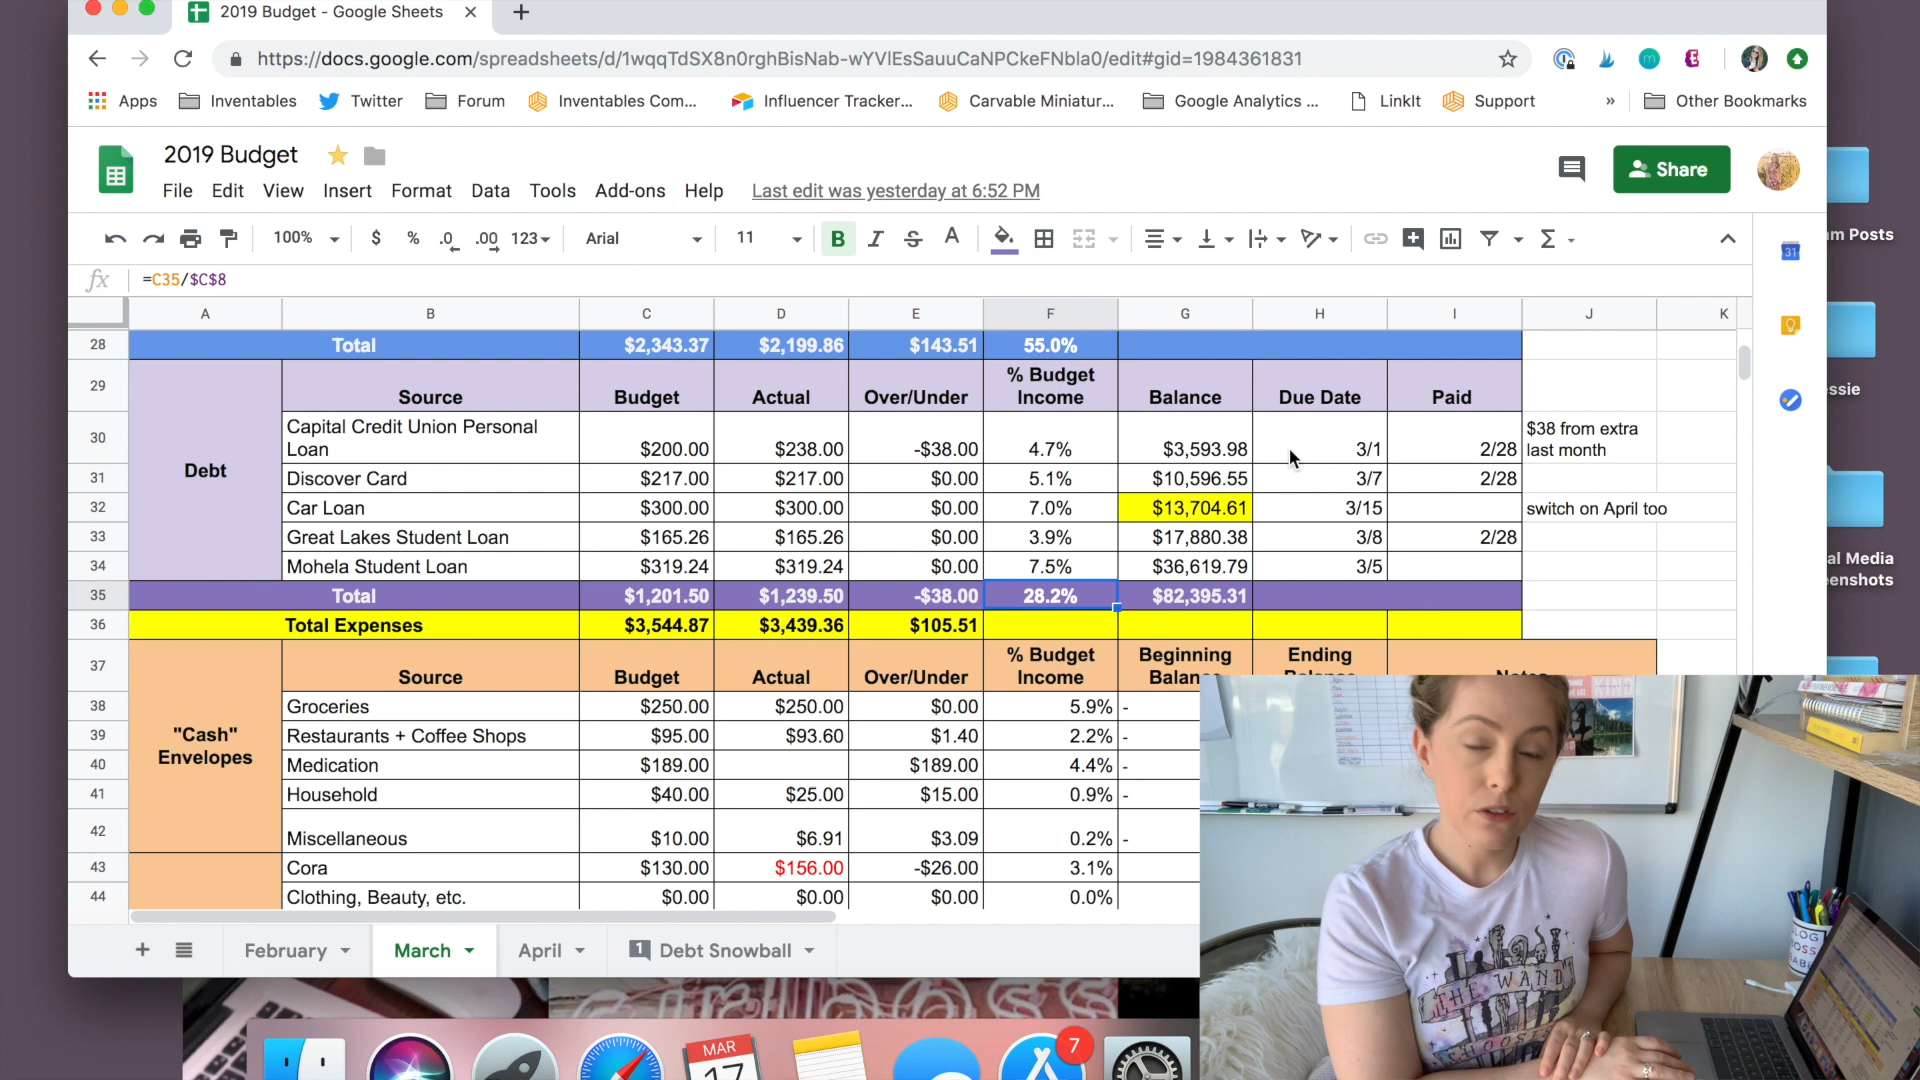 2019 Budget - Google Sheets
https://docs.google.com/spreadsheets/d/1wqqTdSX8n0rghBisNab-wYVlEsSauuCaNPCkeFNbla0/edit#gid=1984361831
Apps Inventables Twitter Forum Inventables Com... Influencer Tracker... Carvable Miniatur... Google Analytics ... LinkIt Support » Other Bookmarks
2019 Budget
Share
File Edit View Insert Format Data Tools Add-ons Help Last edit was yesterday at 6:52 PM
100% $ % .0 .00 123 Arial 11 B I S A Σ
31
fx =C35/$C$8
A B C D E F G H I J K
28 Total $2,343.37 $2,199.86 $143.51 55.0%
29 Source Budget Actual Over/Under % Budget Income Balance Due Date Paid
Debt
30 Capital Credit Union Personal Loan $200.00 $238.00 -$38.00 4.7% $3,593.98 3/1 2/28 $38 from extra last month
31 Discover Card $217.00 $217.00 $0.00 5.1% $10,596.55 3/7 2/28
32 Car Loan $300.00 $300.00 $0.00 7.0% $13,704.61 3/15 switch on April too
33 Great Lakes Student Loan $165.26 $165.26 $0.00 3.9% $17,880.38 3/8 2/28
34 Mohela Student Loan $319.24 $319.24 $0.00 7.5% $36,619.79 3/5
35 Total $1,201.50 $1,239.50 -$38.00 28.2% $82,395.31
36 Total Expenses $3,544.87 $3,439.36 $105.51
37 Source Budget Actual Over/Under % Budget Income Beginning Balance Ending Balance Notes
"Cash" Envelopes
38 Groceries $250.00 $250.00 $0.00 5.9% -
39 Restaurants + Coffee Shops $95.00 $93.60 $1.40 2.2% -
40 Medication $189.00 $189.00 4.4% -
41 Household $40.00 $25.00 $15.00 0.9% -
42 Miscellaneous $10.00 $6.91 $3.09 0.2% -
43 Cora $130.00 $156.00 -$26.00 3.1%
44 Clothing, Beauty, etc. $0.00 $0.00 $0.00 0.0%
+ February March April 1 Debt Snowball
m Posts
ssie
al Media
eenshots
THE WAND
CHOOS
MAR
17
7